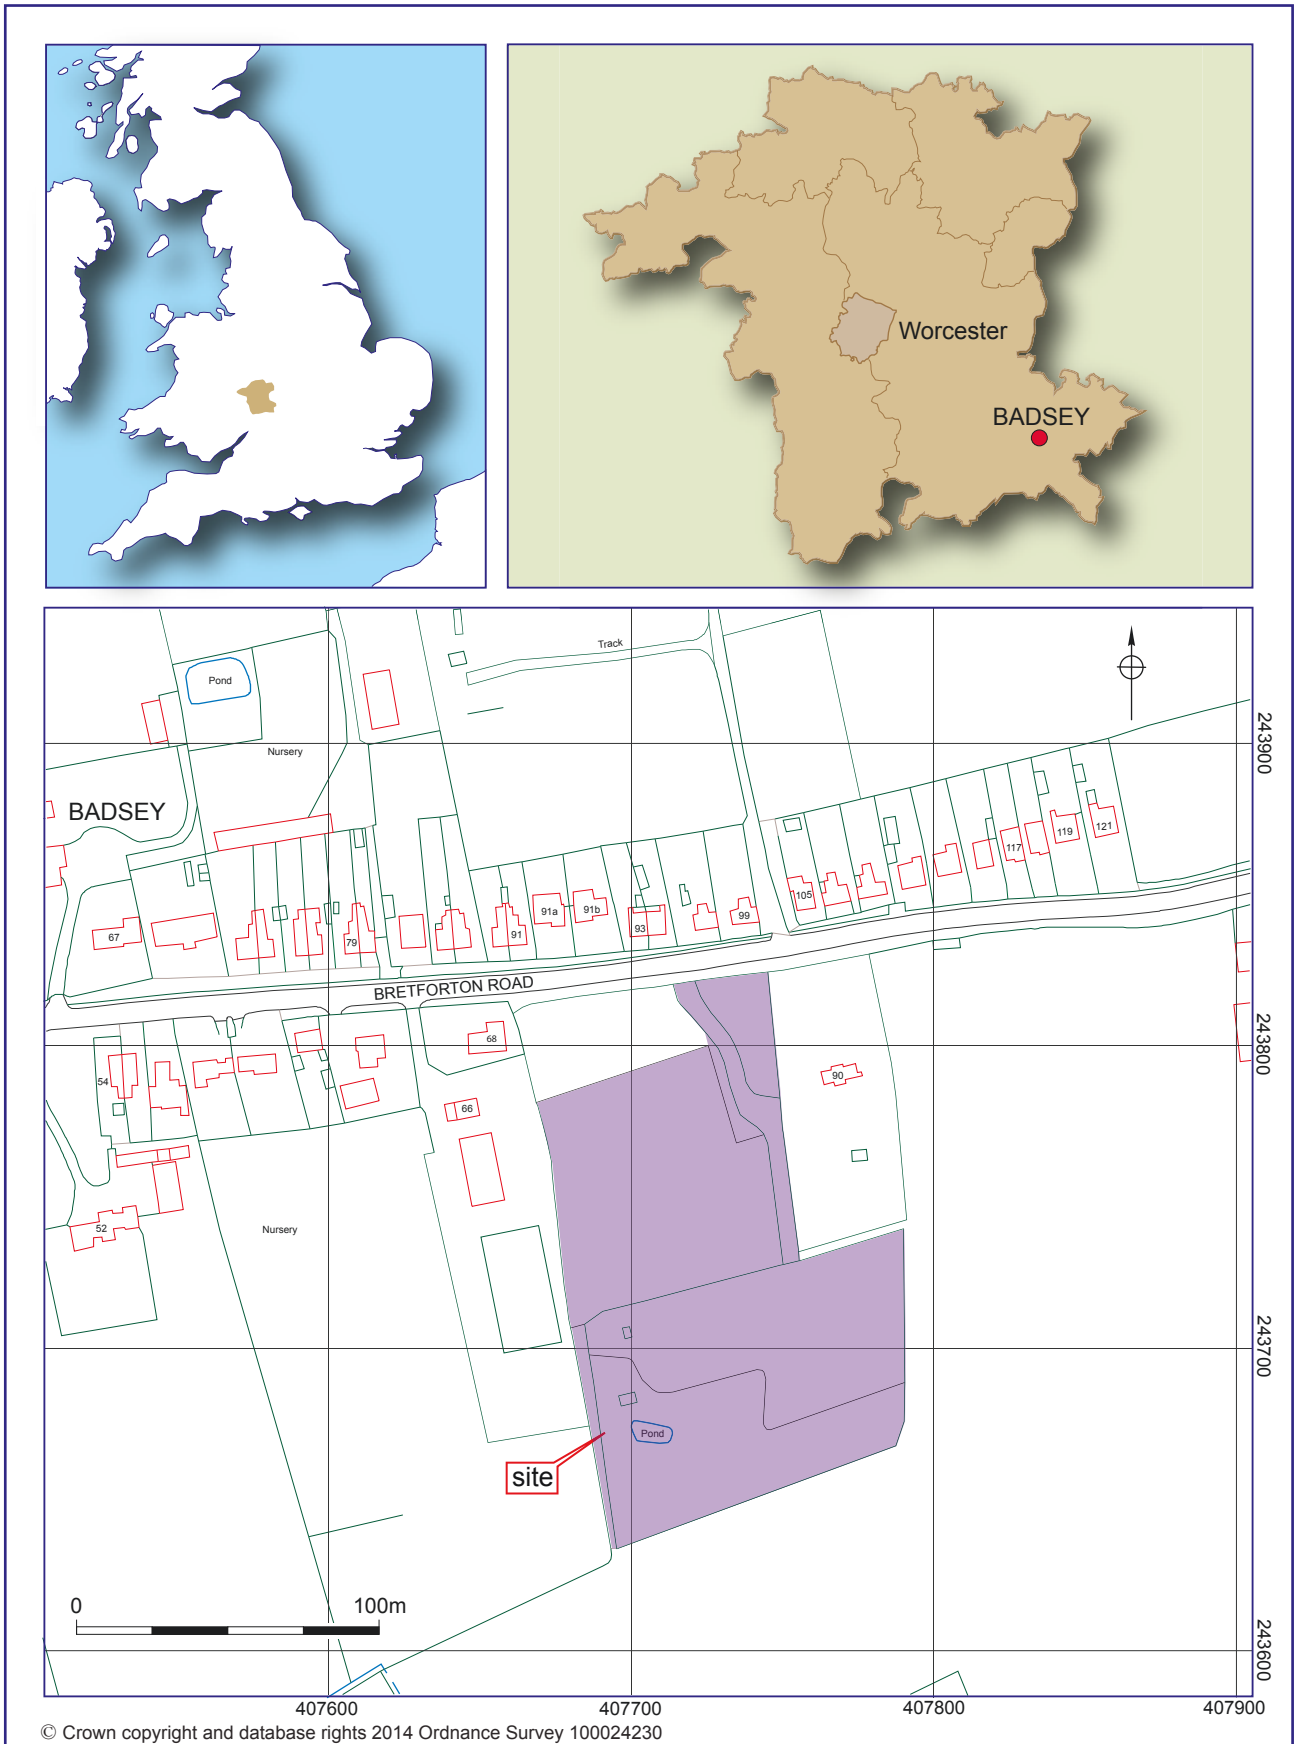 Worcester
BADSEY
Track
Pond
Nursery
243900
BADSEY
121
119
117
105
91a
91b
99
93
91
79
67
BRETFORTON ROAD
68
243800
54
90
66
52
Nursery
243700
Pond
site
0 100m
243600
407600 407700 407800 407900
© Crown copyright and database rights 2014 Ordnance Survey 100024230